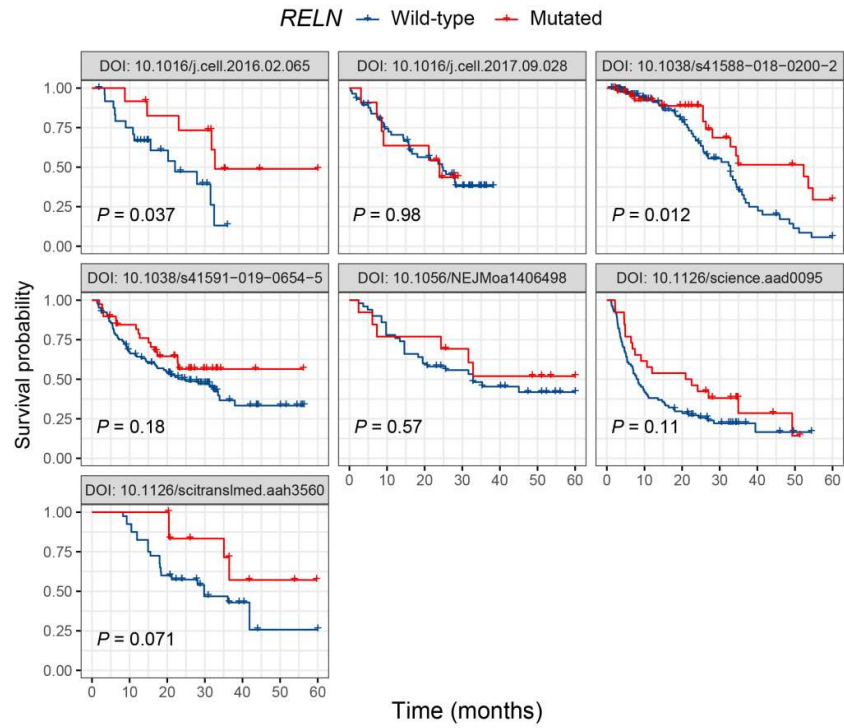 RELN Wild-type Mutated
DOI: 10.1016/j.cell.2016.02.065 DOI: 10.1016/j.cell.2017.09.028 DOI: 10.1038/s41588−018−0200−2
1.00
0.75
0.50
0.25
0.00
P = 0.037 P = 0.98 P = 0.012
DOI: 10.1038/s41591−019−0654−5 DOI: 10.1056/NEJMoa1406498 DOI: 10.1126/science.aad0095
Survival probability
1.00
0.75
0.50
0.25
0.00
P = 0.18 P = 0.57 P = 0.11
0 10 20 30 40 50 60 0 10 20 30 40 50 60
DOI: 10.1126/scitranslmed.aah3560
1.00
0.75
0.50
0.25
0.00
P = 0.071
0 10 20 30 40 50 60
Time (months)